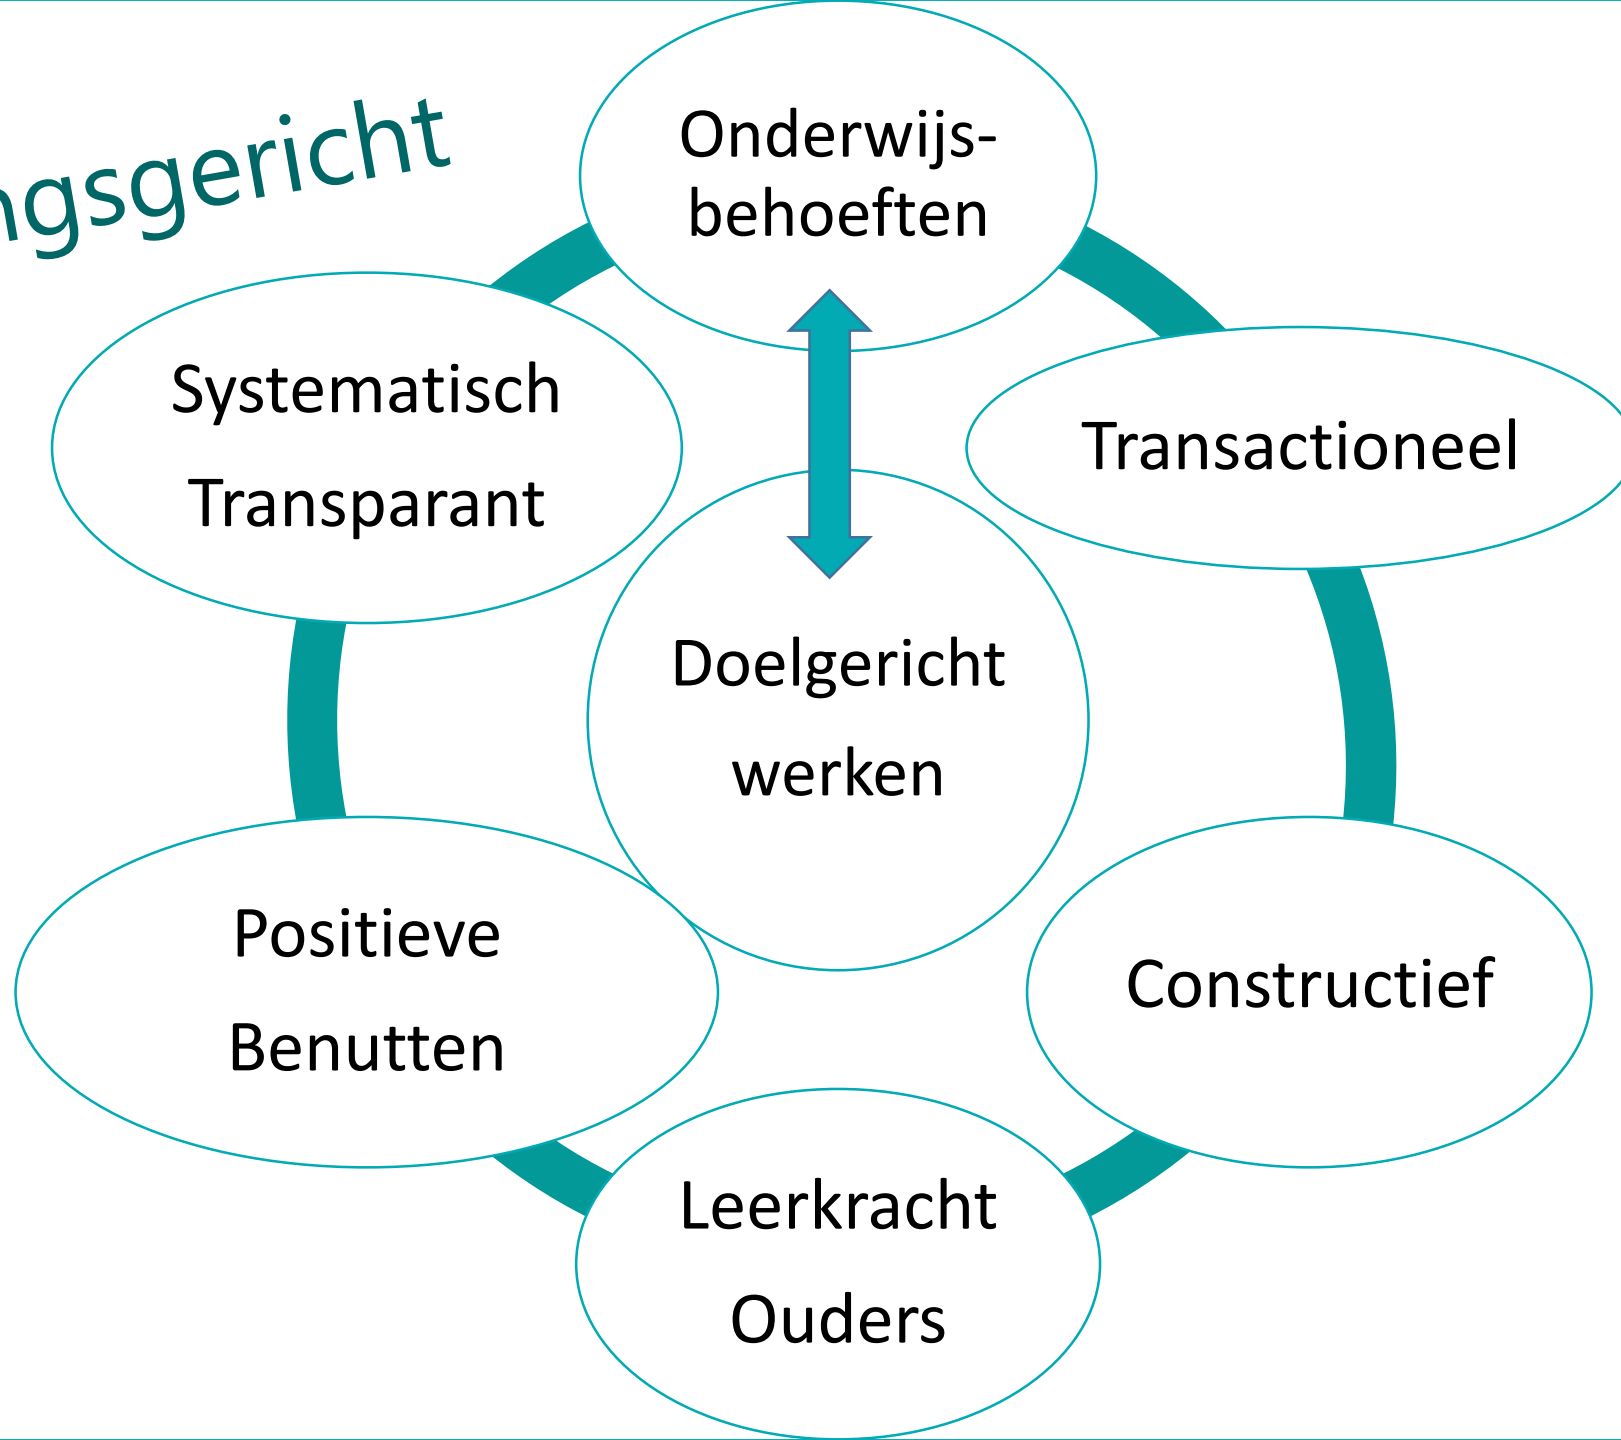 ngsgericht
Onderwijs-
behoeften
Systematisch
Transparant
Transactioneel
Doelgericht
werken
Positieve
Benutten
Constructief
Leerkracht
Ouders